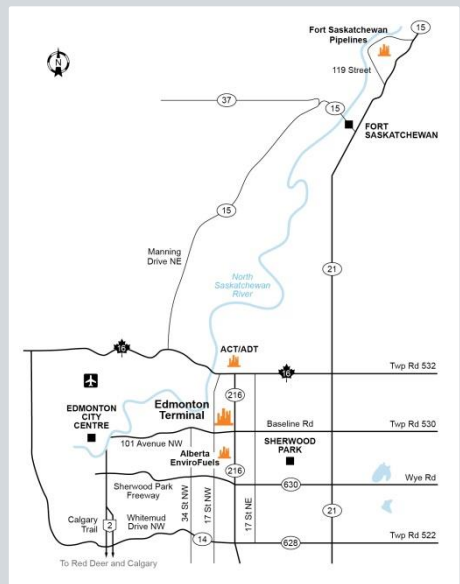 Fort Saskatchewan
Pipelines
15
119 Street
N
37
15
FORT
SASKATCHEWAN
15
Manning
Drive NE
North
Saskatchewan
River
21
16
ACT/ADT
16
Twp Rd 532
216
Edmonton
Terminal
EDMONTON
CITY
CENTRE
Baseline Rd
Twp Rd 530
101 Avenue NW
Alberta
EnviroFuels
SHERWOOD
PARK
216
Wye Rd
630
Sherwood Park
Freeway
34 St NW
17 St NW
17 St NE
21
Calgary
Trail
2
Whitemud
Drive NW
14
628
Twp Rd 522
To Red Deer and Calgary